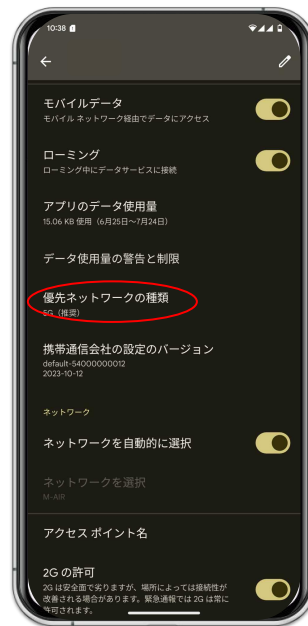 10:38
モバイルデータ
モバイル ネットワーク経由でデータにアクセス
ローミング
ローミング中にデータサービスに接続
アプリのデータ使用量
15.06 KB 使用（6月25日～7月24日）
データ使用量の警告と制限
優先ネットワークの種類
5G（推奨）
携帯通信会社の設定のバージョン
default-54000000012
2023-10-12
ネットワーク
ネットワークを自動的に選択
ネットワークを選択
M-AIR
アクセス ポイント名
2G の許可
2G は安全面で劣りますが、場所によっては接続性が
改善される場合があります。緊急通報では 2G は常に
許可されます。